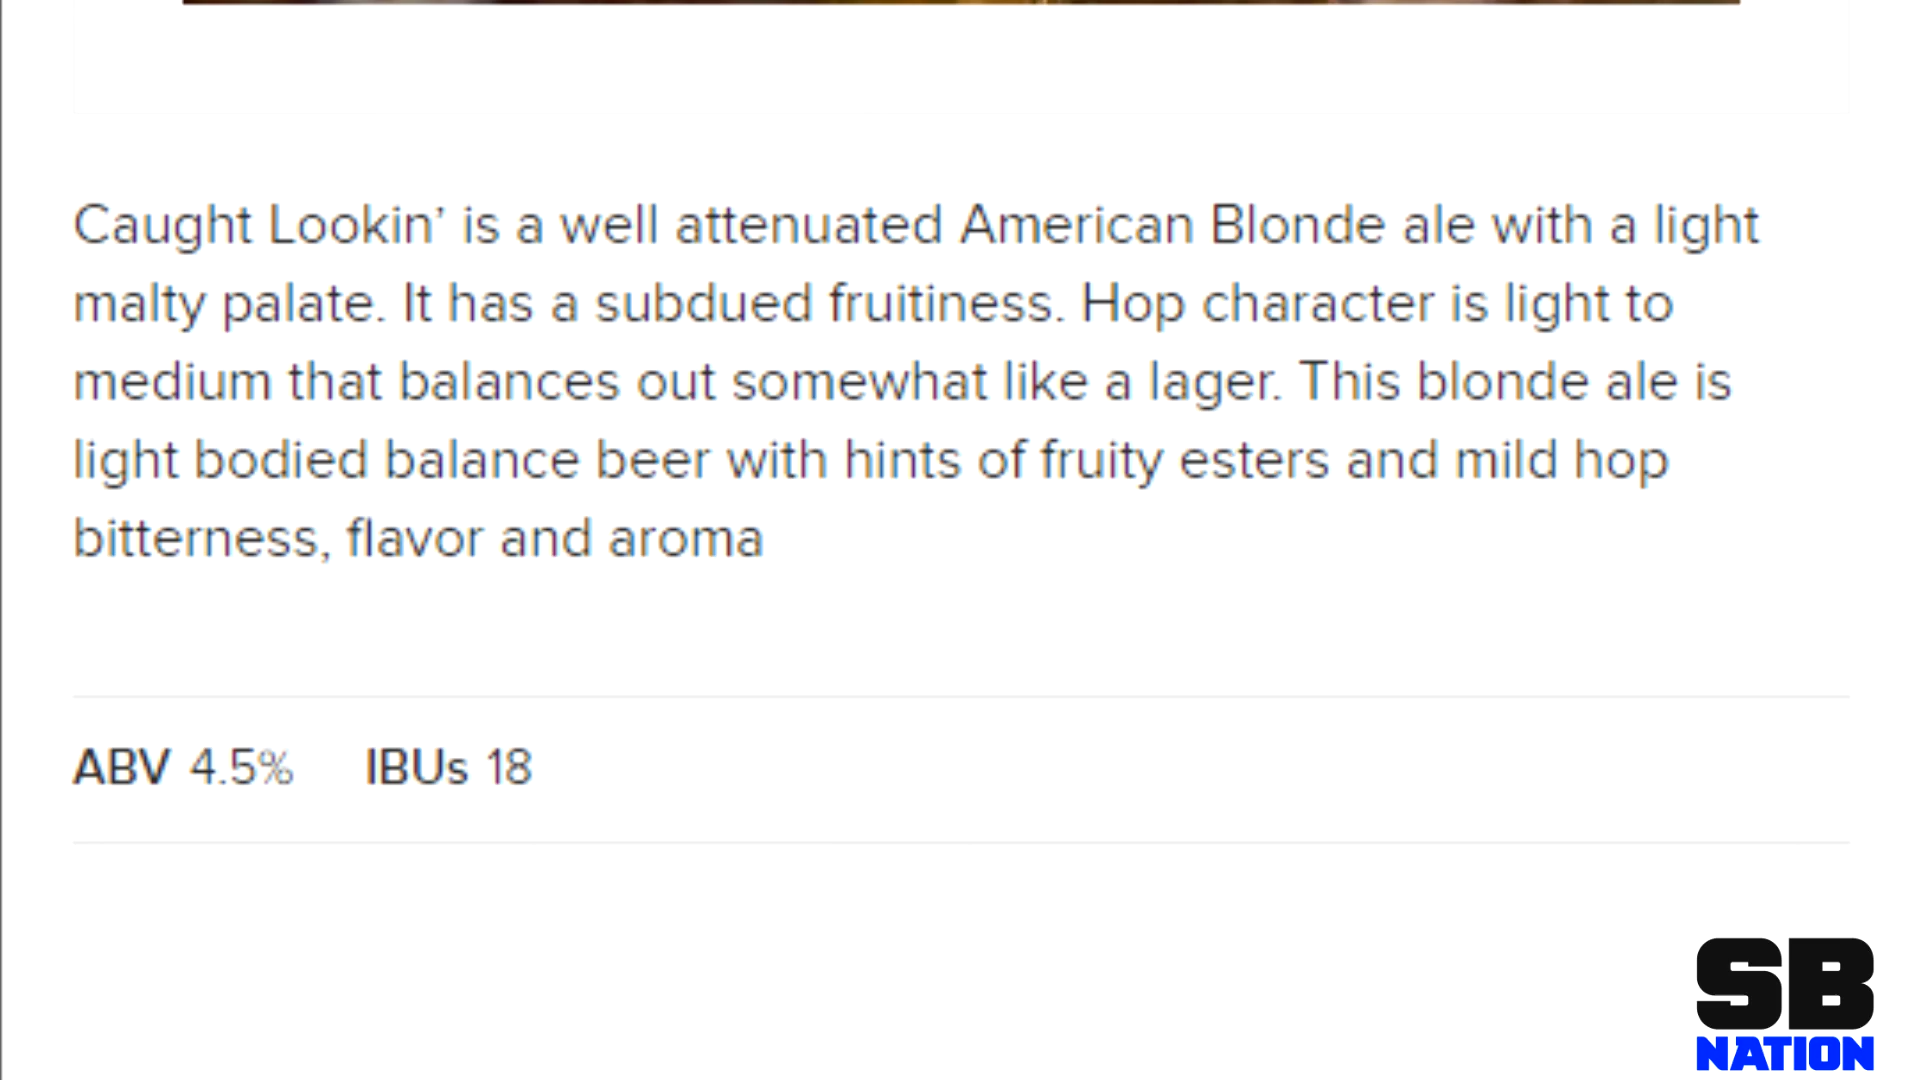 Caught Lookin’ is a well attenuated American Blonde ale with a light
malty palate. It has a subdued fruitiness. Hop character is light to
medium that balances out somewhat like a lager. This blonde ale is
light bodied balance beer with hints of fruity esters and mild hop
bitterness, flavor and aroma
ABV 4.5% IBUs 18
SB
NATION